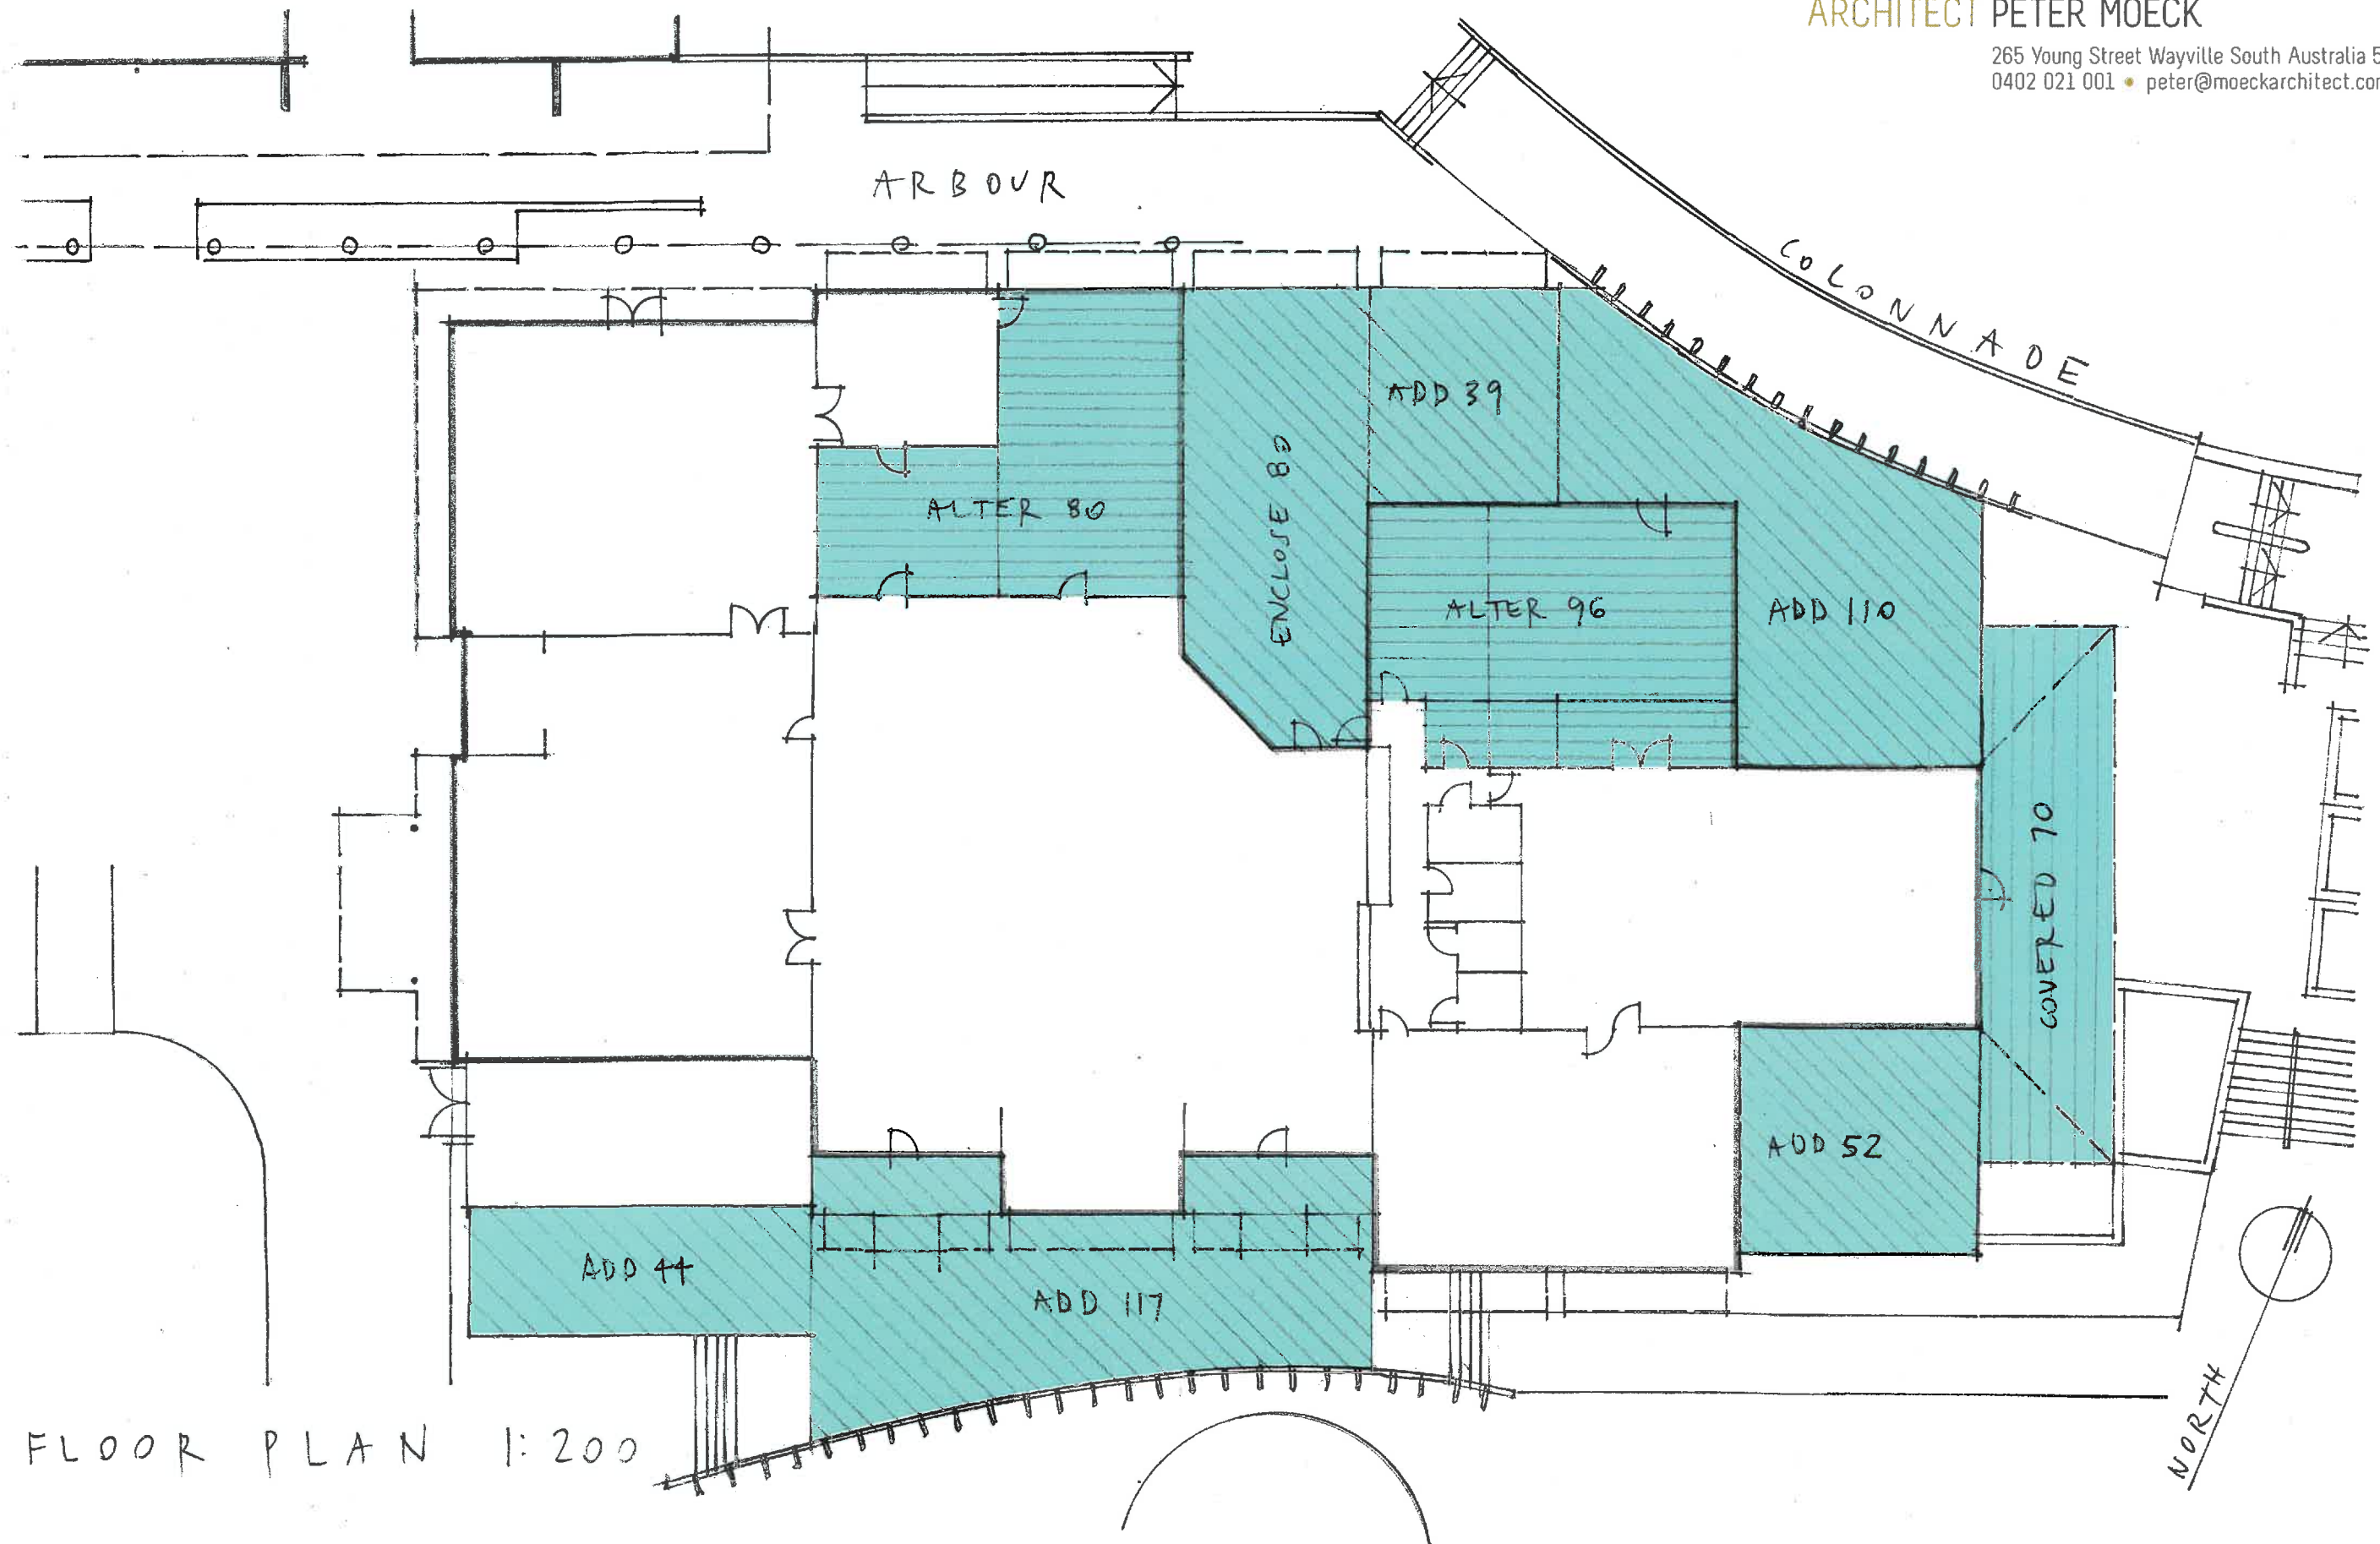 ARCHITECT PETER MOECK
265 Young Street Wayville South Australia 5
0402 021 001 • peter@moeckarchitect.com
ARBOUR
COLONNADE
ADD 39
ENCLOSE 80
ALTER 80
ALTER 96
ADD 110
COVERED 70
ADD 52
ADD 44
ADD 117
FLOOR PLAN 1:200
NORTH